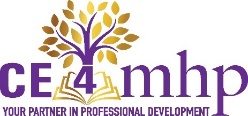 CE4mhp
YOUR PARTNER IN PROFESSIONAL DEVELOPMENT